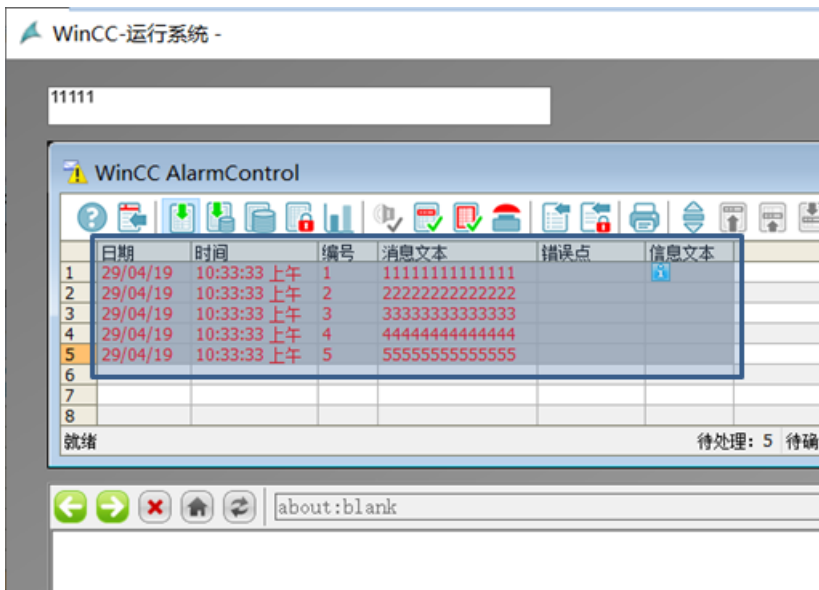 WinCC-运行系统 -
11111
WinCC AlarmControl
日期 时间 编号 消息文本 错误点 信息文本
1 29/04/19 10:33:33 上午 1 11111111111111
2 29/04/19 10:33:33 上午 2 22222222222222
3 29/04/19 10:33:33 上午 3 33333333333333
4 29/04/19 10:33:33 上午 4 44444444444444
5 29/04/19 10:33:33 上午 5 55555555555555
6
7
8
就绪 待处理: 5 待确
about:blank